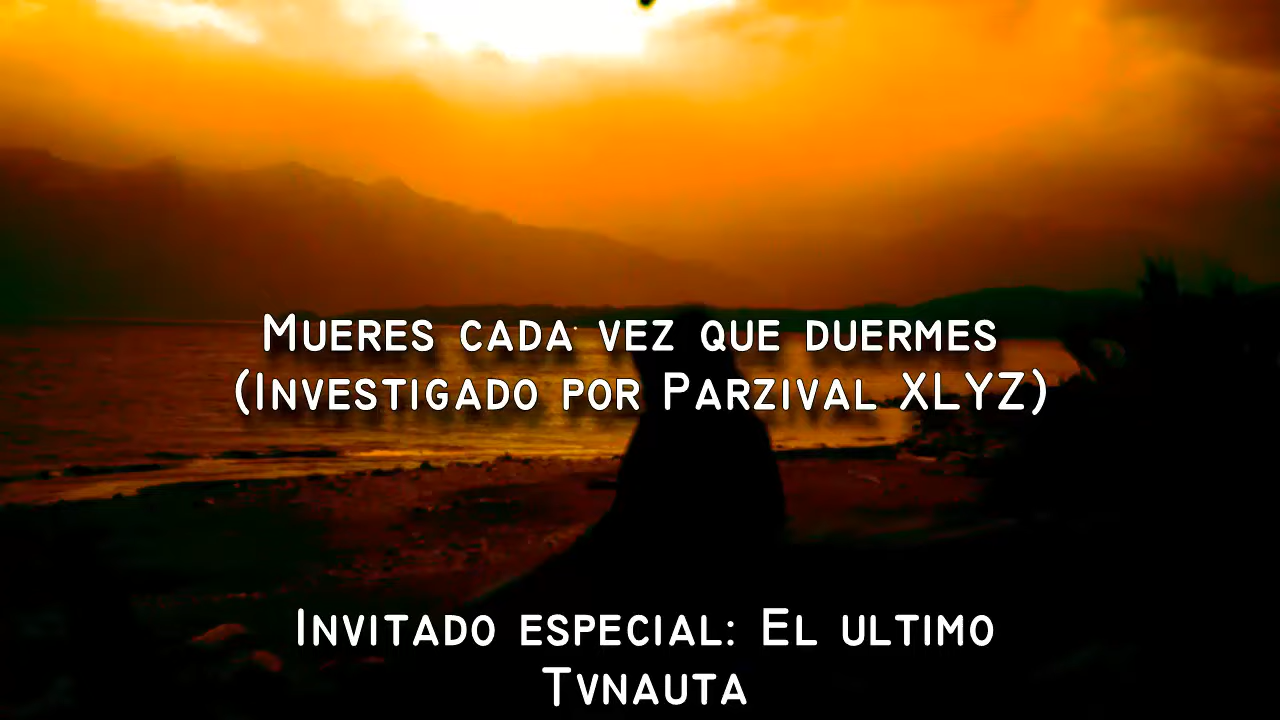 Mueres cada vez que duermes
(Investigado por Parzival XLYZ)
Invitado especial: El ultimo
Tvnauta